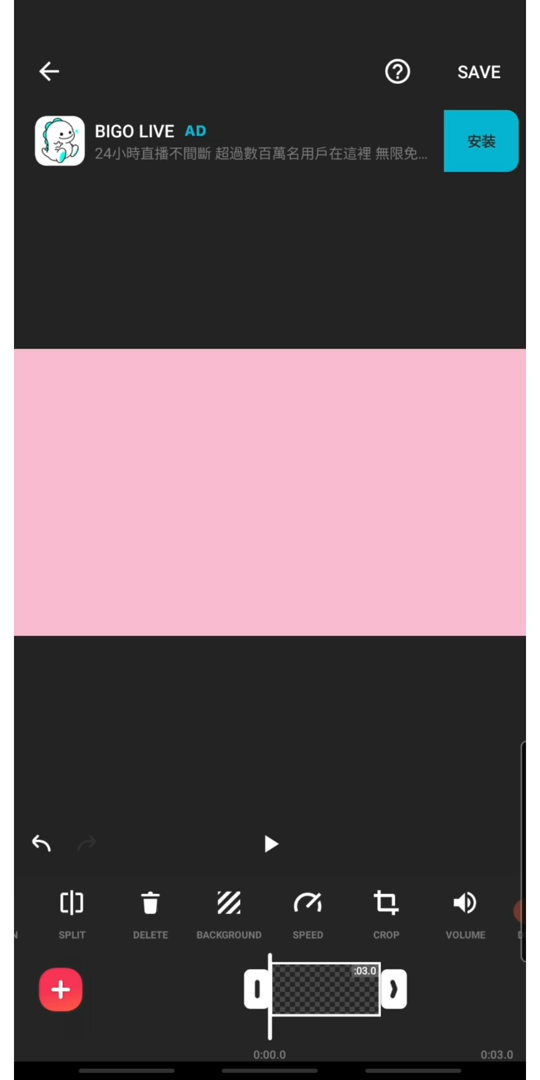 SAVE
BIGO LIVE AD
24小時直播不間斷 超過數百萬名用戶在這裡 無限免...
安装
SPLIT
DELETE
BACKGROUND
SPEED
CROP
VOLUME
:03.0
0:00.0
0:03.0